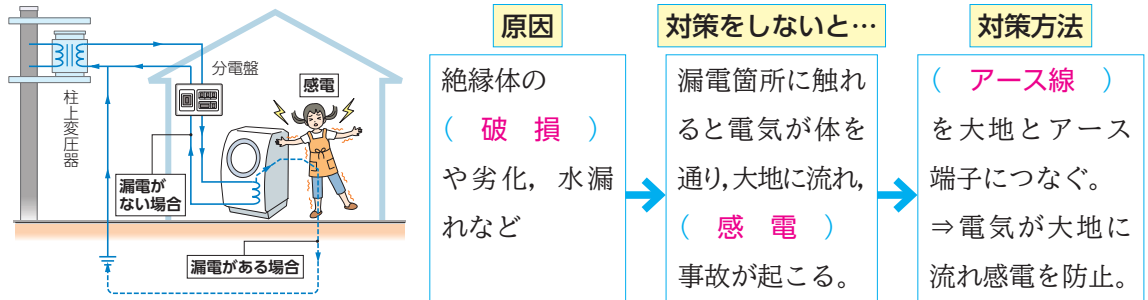 分電盤
感電
柱上変圧器
漏電が
ない場合
漏電がある場合
原因
絶縁体の
( 破 損 )
や劣化，水漏
れなど
対策をしないと…
漏電箇所に触れ
ると電気が体を
通り，大地に流れ，
( 感 電 )
事故が起こる。
対策方法
( アース線 )
を大地とアース
端子につなぐ。
⇒電気が大地に
流れ感電を防止。